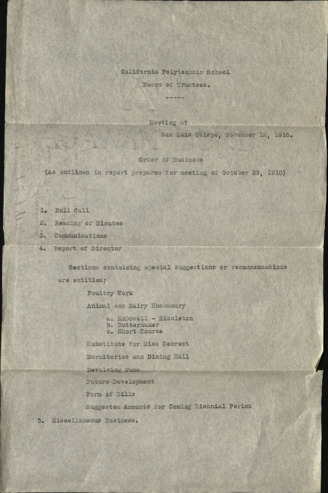 California Polytechnic School
Board of Trustees.
-----
Meeting at
San Luis Obispo, November 12, 1910.
Order of Business
(As outlined in report prepared for meeting of October 29, 1910)
1. Roll Call
2. Reading of Minutes
3. Communications
4. Report of Director
Sections containing special suggestions or recommendations
are entitled;
Poultry Work
Animal and Dairy Husbandry
a. McDowell - Middleton
b. Buttermaker
c. Short Course
Substitute for Miss Secrest
Dormitories and Dining Hall
Revolving Fund
Future Development
Form of Bills
Suggested Amounts for Coming Biennial Period
5. Miscellaneous Business.